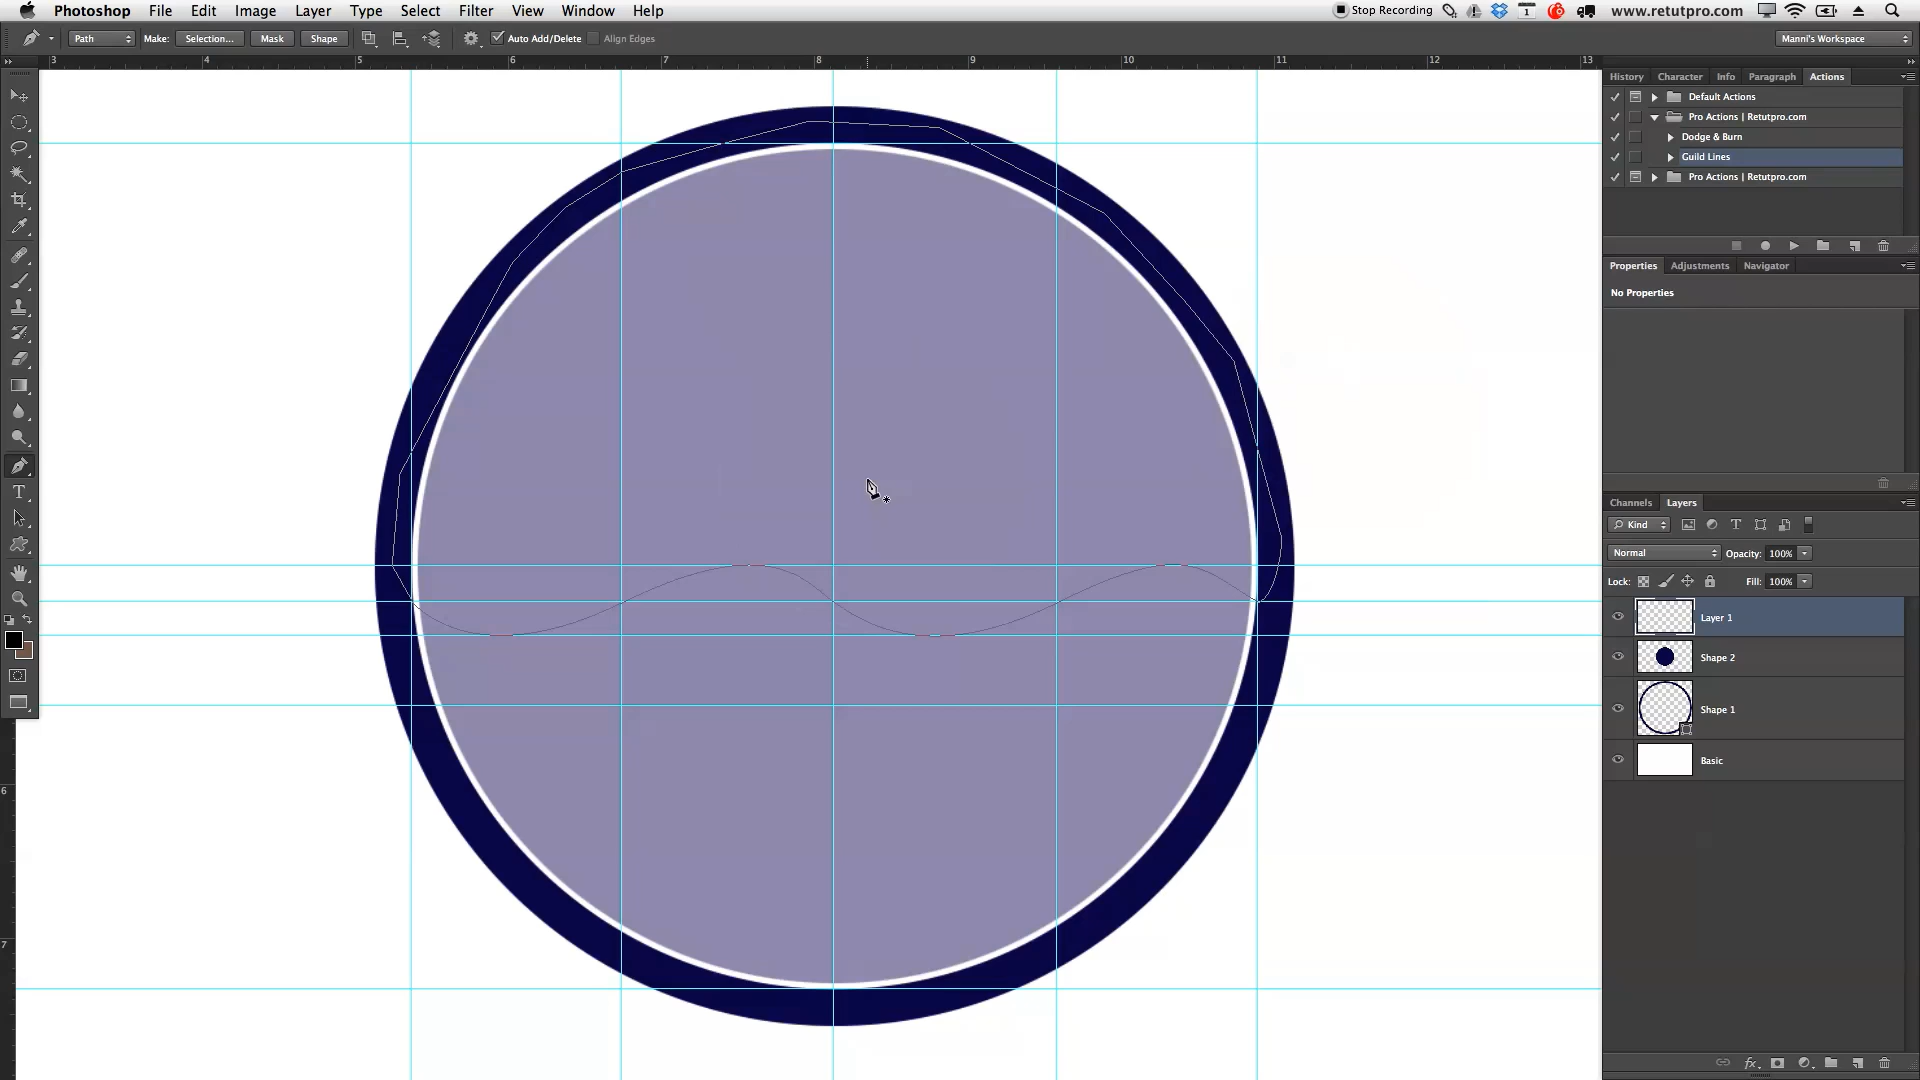 Photoshop File Edit Image Layer Type Select Filter View Window Help Stop Recording 1 www.retutpro.com
Path Make: Selection... Mask Shape Auto Add/Delete Align Edges Manni's Workspace
3 4 5 6 7 8 9 10 11 12 13
History Character Info Paragraph Actions
Default Actions
Pro Actions | Retutpro.com
Dodge & Burn
Guild Lines
Pro Actions | Retutpro.com
Properties Adjustments Navigator
No Properties
Channels Layers
Kind
Normal Opacity: 100%
Lock: Fill: 100%
Layer 1
Shape 2
Shape 1
Basic
6
7